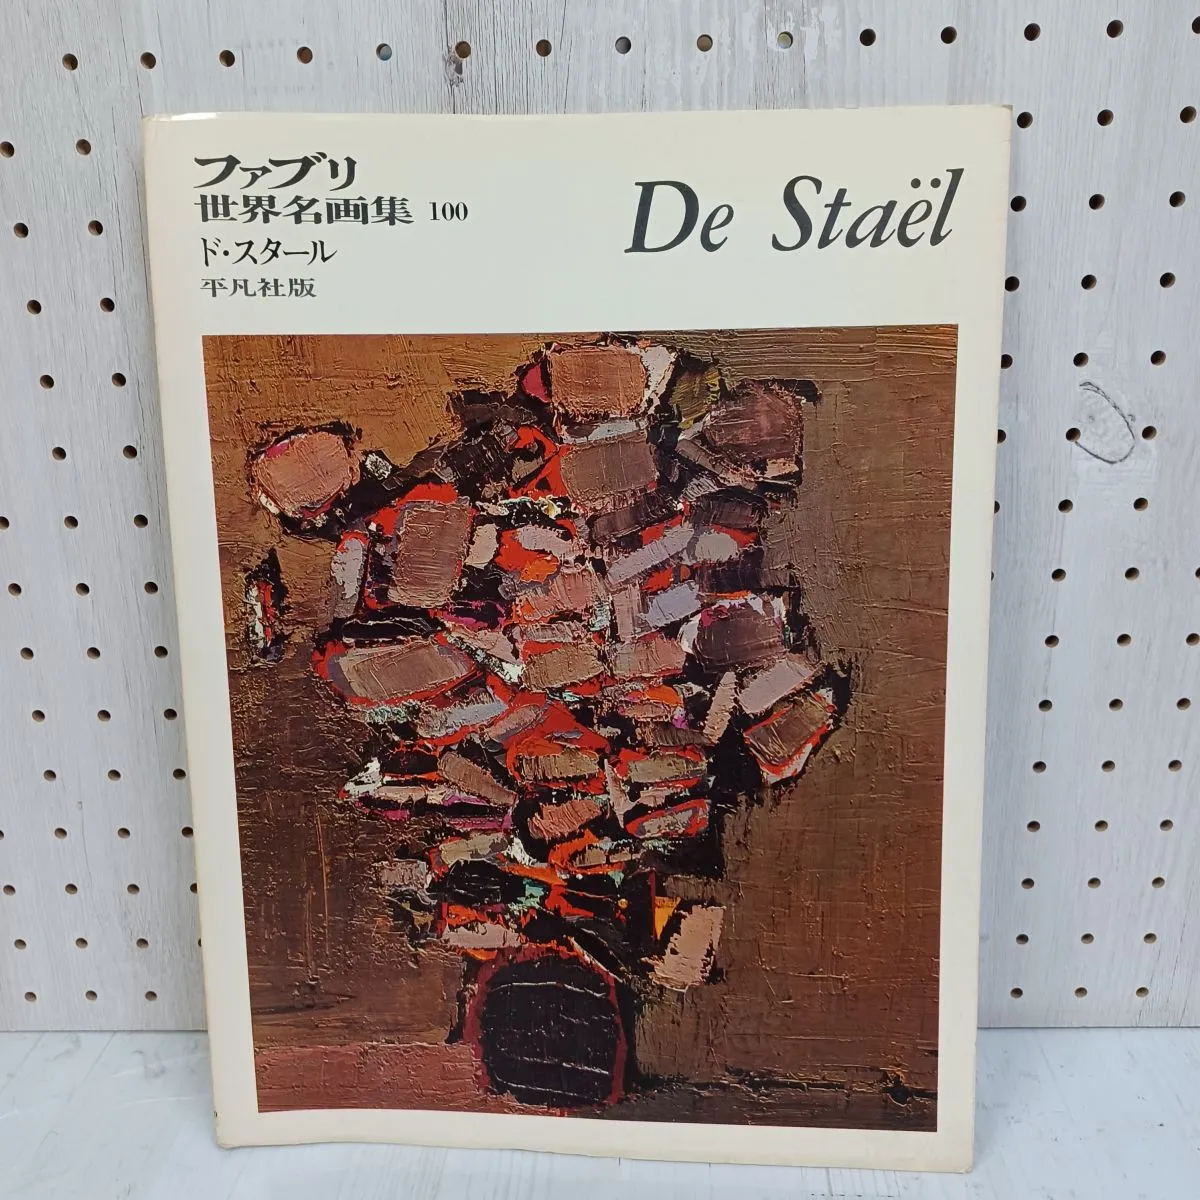 ファブリ
世界名画集 100
ド・スタール
平凡社版
De Staël